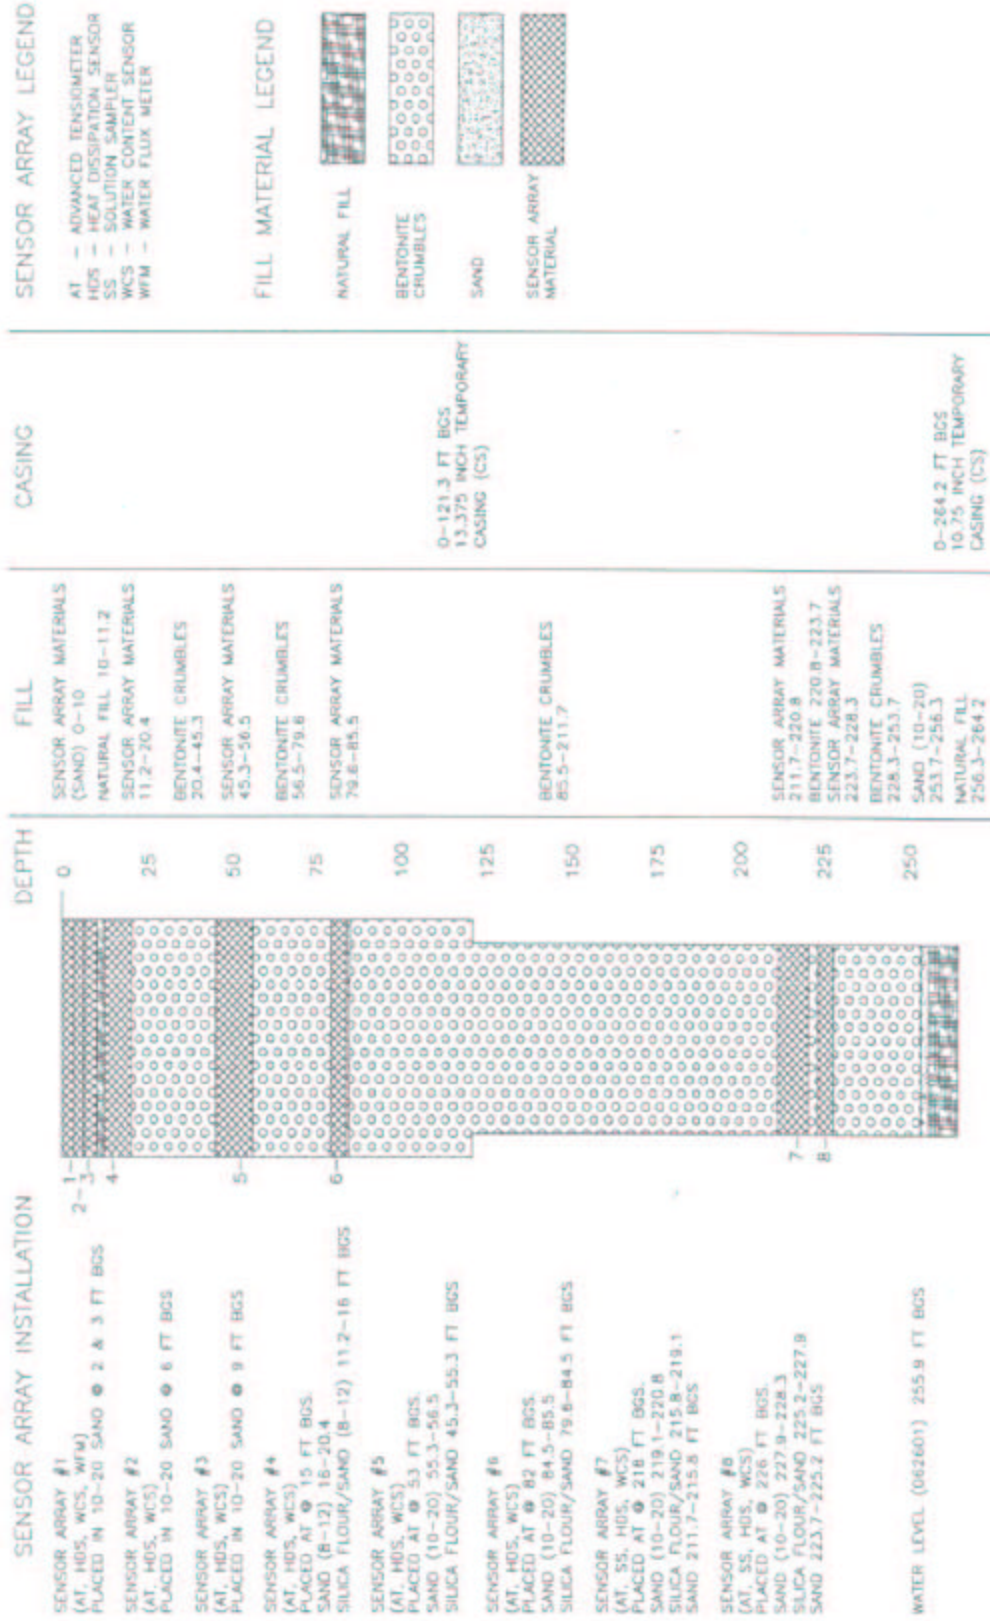 SENSOR ARRAY INSTALLATION
SENSOR ARRAY #1
(AT, HDS, WCS, WFM)
PLACED IN 10-20 SAND @ 2 & 3 FT BGS
SENSOR ARRAY #2
(AT, HDS, WCS)
PLACED IN 10-20 SAND @ 6 FT BGS
SENSOR ARRAY #3
(AT, HDS, WCS)
PLACED IN 10-20 SAND @ 9 FT BGS
SENSOR ARRAY #4
(AT, HDS, WCS)
PLACED AT @ 15 FT BGS.
SAND (8-12) 16-20.4
SILICA FLOUR/SAND (8-12) 11.2-16 FT BGS
SENSOR ARRAY #5
(AT, HDS, WCS)
PLACED AT @ 53 FT BGS.
SAND (10-20) 55.3-56.5
SILICA FLOUR/SAND 45.3-55.3 FT BGS
SENSOR ARRAY #6
(AT, HDS, WCS)
PLACED AT @ 82 FT BGS.
SAND (10-20) 84.5-85.5
SILICA FLOUR/SAND 79.6-84.5 FT BGS
SENSOR ARRAY #7
(AT, SS, HDS, WCS)
PLACED AT @ 218 FT BGS.
SAND (10-20) 219.1-220.8
SILICA FLOUR/SAND 215.8-219.1
SAND 211.7-215.8 FT BGS
SENSOR ARRAY #8
(AT, SS, HDS, WCS)
PLACED AT @ 226 FT BGS.
SAND (10-20) 227.9-228.3
SILICA FLOUR/SAND 225.2-227.9
SAND 223.7-225.2 FT BGS
WATER LEVEL (062601) 255.9 FT BGS
1
2
3
4
5
6
7
8
DEPTH
0
25
50
75
100
125
150
175
200
225
250
FILL
SENSOR ARRAY MATERIALS
(SAND) 0-10
NATURAL FILL 10-11.2
SENSOR ARRAY MATERIALS
11.2-20.4
BENTONITE CRUMBLES
20.4-45.3
SENSOR ARRAY MATERIALS
45.3-56.5
BENTONITE CRUMBLES
56.5-79.6
SENSOR ARRAY MATERIALS
79.6-85.5
BENTONITE CRUMBLES
85.5-211.7
SENSOR ARRAY MATERIALS
211.7-220.8
BENTONITE 220.8-223.7
SENSOR ARRAY MATERIALS
223.7-228.3
BENTONITE CRUMBLES
228.3-253.7
SAND (10-20)
253.7-256.3
NATURAL FILL
256.3-264.2
CASING
0-121.3 FT BGS
13.375 INCH TEMPORARY
CASING (CS)
0-264.2 FT BGS
10.75 INCH TEMPORARY
CASING (CS)
SENSOR ARRAY LEGEND
AT - ADVANCED TENSIOMETER
HDS - HEAT DISSIPATION SENSOR
SS - SOLUTION SAMPLER
WCS - WATER CONTENT SENSOR
WFM - WATER FLUX METER
FILL MATERIAL LEGEND
NATURAL FILL
BENTONITE
CRUMBLES
SAND
SENSOR ARRAY
MATERIAL